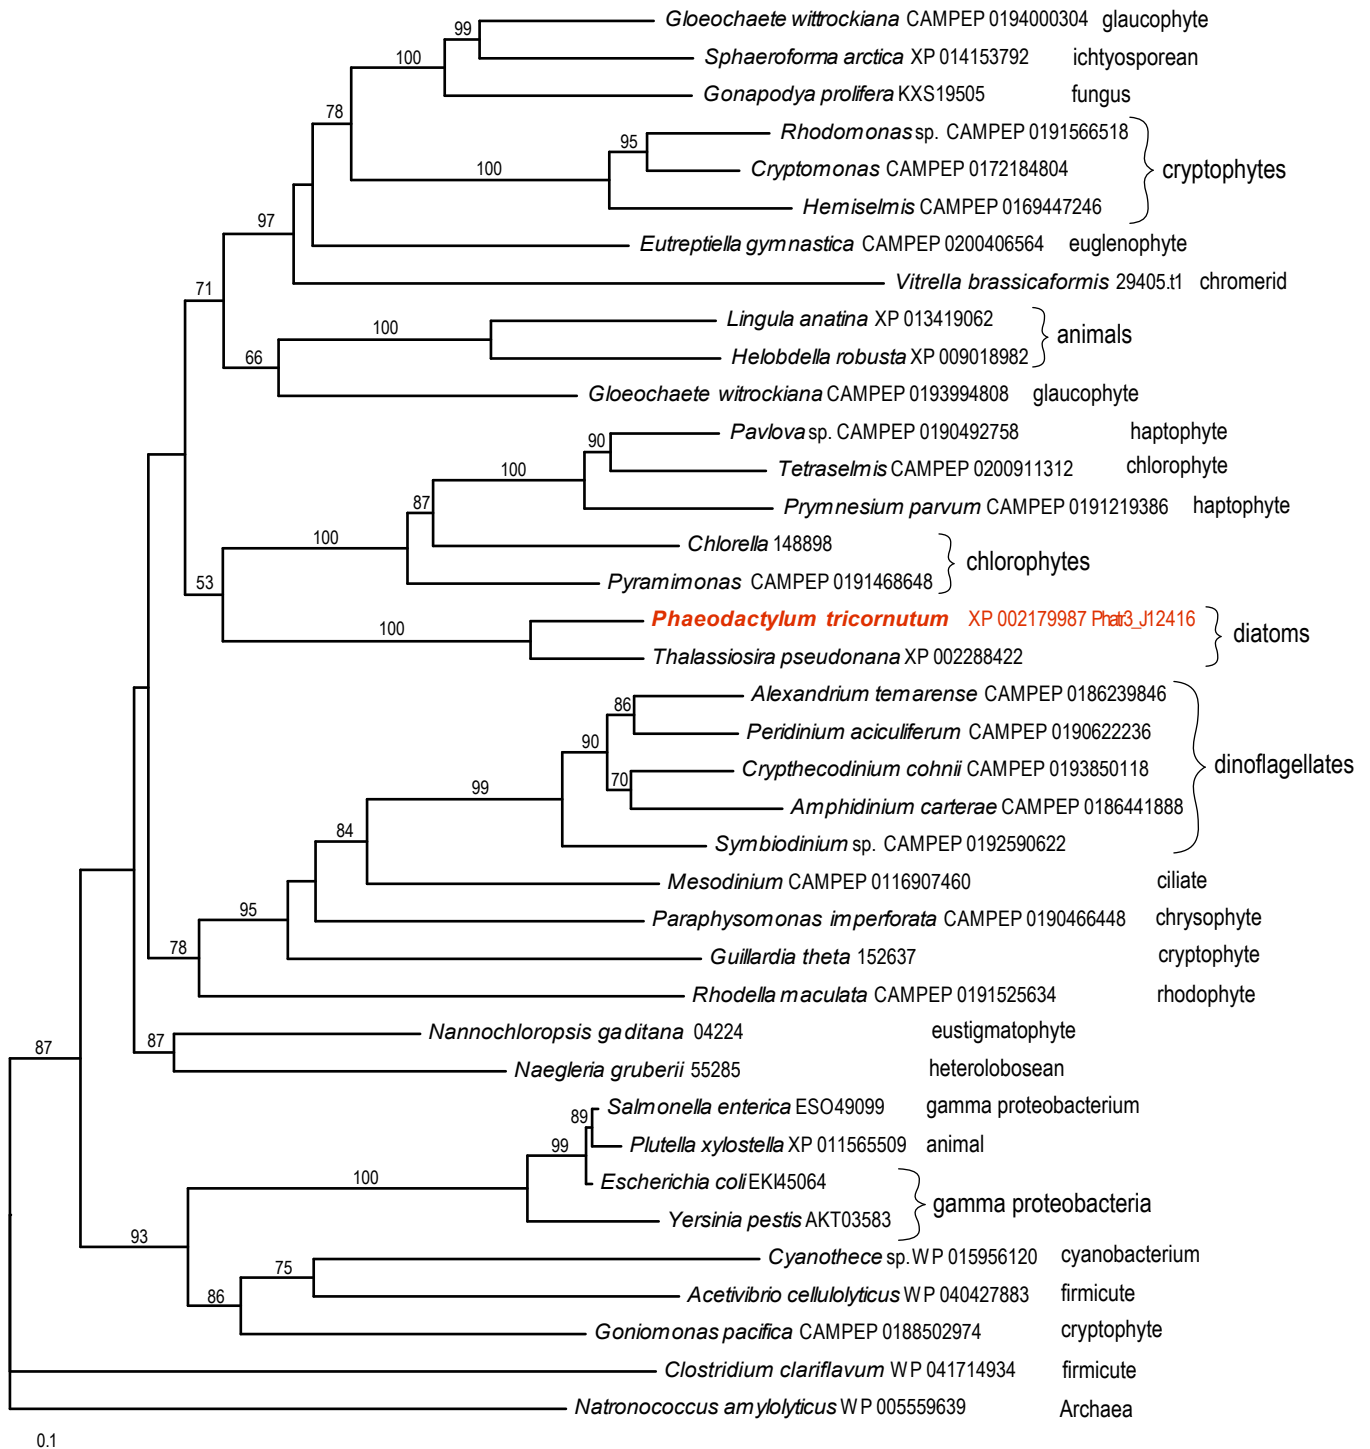 Gloeochaete wittrockiana CAMPEP 0194000304 glaucophyte
99
Sphaeroforma arctica XP 014153792 ichtyosporean
100
Gonapodya prolifera KXS19505 fungus
78
Rhodomonas sp. CAMPEP 0191566518
95
Cryptomonas CAMPEP 0172184804
cryptophytes
100
Hemiselmis CAMPEP 0169447246
97
Eutreptiella gymnastica CAMPEP 0200406564 euglenophyte
Vitrella brassicaformis 29405.t1 chromerid
71
Lingula anatina XP 013419062
100
animals
Helobdella robusta XP 009018982
66
Gloeochaete witrockiana CAMPEP 0193994808 glaucophyte
Pavlova sp. CAMPEP 0190492758 haptophyte
90
Tetraselmis CAMPEP 0200911312 chlorophyte
100
Prymnesium parvum CAMPEP 0191219386 haptophyte
87
Chlorella 148898
100
chlorophytes
Pyramimonas CAMPEP 0191468648
53
Phaeodactylum tricornutum XP 002179987 Phatr3_J12416
100
diatoms
Thalassiosira pseudonana XP 002288422
Alexandrium temarense CAMPEP 0186239846
86
Peridinium aciculiferum CAMPEP 0190622236
90
dinoflagellates
Crypthecodinium cohnii CAMPEP 0193850118
70
99
Amphidinium carterae CAMPEP 0186441888
84
Symbiodinium sp. CAMPEP 0192590622
Mesodinium CAMPEP 0116907460 ciliate
95
Paraphysomonas imperforata CAMPEP 0190466448 chrysophyte
78
Guillardia theta 152637 cryptophyte
Rhodella maculata CAMPEP 0191525634 rhodophyte
Nannochloropsis gaditana 04224 eustigmatophyte
87
87
Naegleria gruberii 55285 heterolobosean
Salmonella enterica ESO49099 gamma proteobacterium
89
Plutella xylostella XP 011565509 animal
99
Escherichia coli EKI45064
100
gamma proteobacteria
Yersinia pestis AKT03583
93
Cyanothece sp. WP 015956120 cyanobacterium
75
Acetivibrio cellulolyticus WP 040427883 firmicute
86
Goniomonas pacifica CAMPEP 0188502974 cryptophyte
Clostridium clariflavum WP 041714934 firmicute
Natronococcus amylolyticus WP 005559639 Archaea
0.1